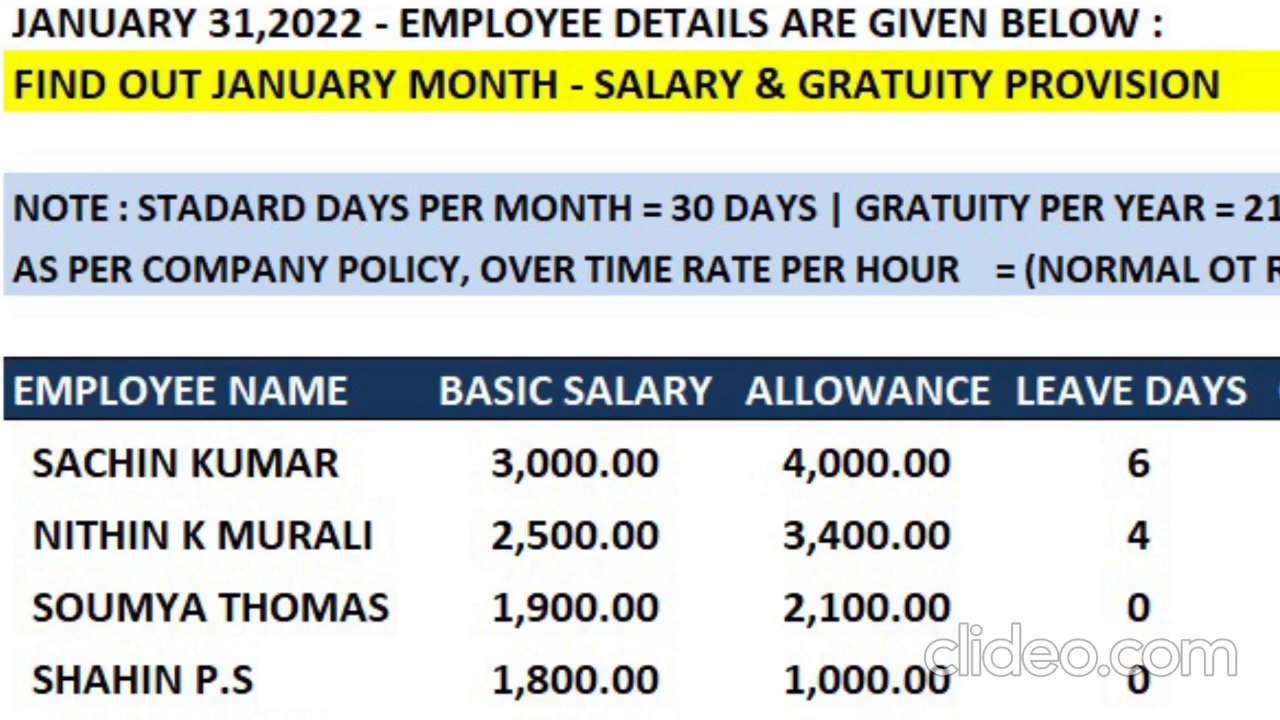 JANUARY 31,2022 - EMPLOYEE DETAILS ARE GIVEN BELOW :
FIND OUT JANUARY MONTH - SALARY & GRATUITY PROVISION
NOTE : STADARD DAYS PER MONTH = 30 DAYS | GRATUITY PER YEAR = 21
AS PER COMPANY POLICY, OVER TIME RATE PER HOUR = (NORMAL OT R
EMPLOYEE NAME BASIC SALARY ALLOWANCE LEAVE DAYS
SACHIN KUMAR 3,000.00 4,000.00 6
NITHIN K MURALI 2,500.00 3,400.00 4
SOUMYA THOMAS 1,900.00 2,100.00 0
SHAHIN P.S 1,800.00 1,000.00 0
clideo.com